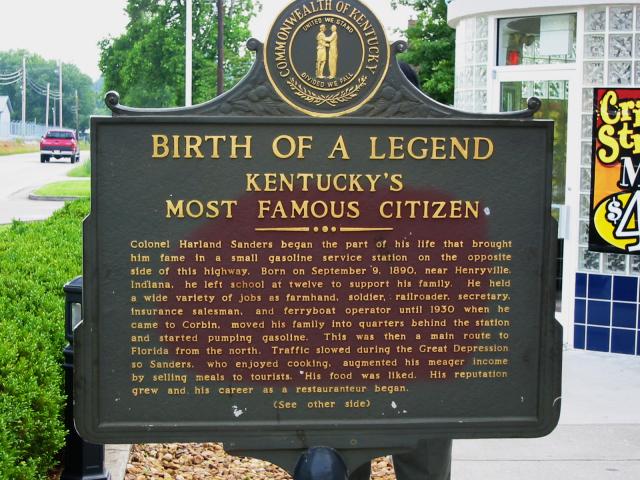 COMMONWEALTH OF KENTUCKY
UNITED WE STAND
DIVIDED WE FALL
BIRTH OF A LEGEND
KENTUCKY'S
MOST FAMOUS CITIZEN
Colonel Harland Sanders began the part of his life that brought
him fame in a small gasoline service station on the opposite
side of this highway. Born on September 9, 1890, near Henryville,
Indiana, he left school at twelve to support his family. He held
a wide variety of jobs as farmhand, soldier, railroader, secretary,
insurance salesman, and ferryboat operator until 1930 when he
came to Corbin, moved his family into quarters behind the station
and started pumping gasoline. This was then a main route to
Florida from the north. Traffic slowed during the Great Depression
so Sanders, who enjoyed cooking, augmented his meager income
by selling meals to tourists. His food was liked. His reputation
grew and his career as a restauranteur began.
(See other side)
$4